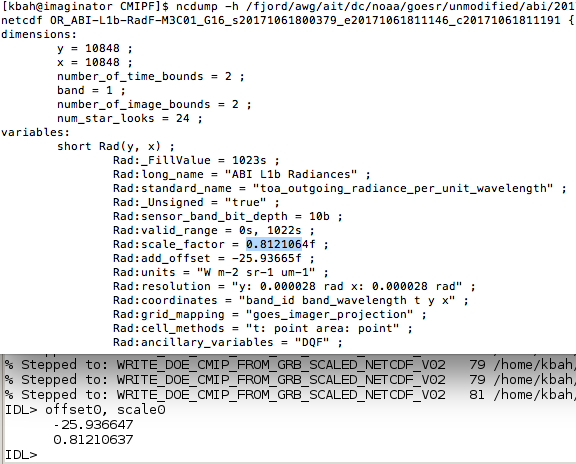 [kbah@imaginator CMIPF]$ ncdump -h /fjord/awg/ait/dc/noaa/goesr/unmodified/abi/201
netcdf OR_ABI-L1b-RadF-M3C01_G16_s20171061800379_e20171061811146_c20171061811191 {
dimensions:
y = 10848 ;
x = 10848 ;
number_of_time_bounds = 2 ;
band = 1 ;
number_of_image_bounds = 2 ;
num_star_looks = 24 ;
variables:
short Rad(y, x) ;
Rad:_FillValue = 1023s ;
Rad:long_name = "ABI L1b Radiances" ;
Rad:standard_name = "toa_outgoing_radiance_per_unit_wavelength" ;
Rad:_Unsigned = "true" ;
Rad:sensor_band_bit_depth = 10b ;
Rad:valid_range = 0s, 1022s ;
Rad:scale_factor = 0.8121064f ;
Rad:add_offset = -25.93665f ;
Rad:units = "W m-2 sr-1 um-1" ;
Rad:resolution = "y: 0.000028 rad x: 0.000028 rad" ;
Rad:coordinates = "band_id band_wavelength t y x" ;
Rad:grid_mapping = "goes_imager_projection" ;
Rad:cell_methods = "t: point area: point" ;
Rad:ancillary_variables = "DQF" ;
% Stepped to: WRITE_DOE_CMIP_FROM_GRB_SCALED_NETCDF_VO2 79 /home/kbah/
% Stepped to: WRITE_DOE_CMIP_FROM_GRB_SCALED_NETCDF_VO2 79 /home/kbah/
% Stepped to: WRITE_DOE_CMIP_FROM_GRB_SCALED_NETCDF_VO2 81 /home/kbah/
IDL> offset0, scale0
-25.936647
0.81210637
IDL>